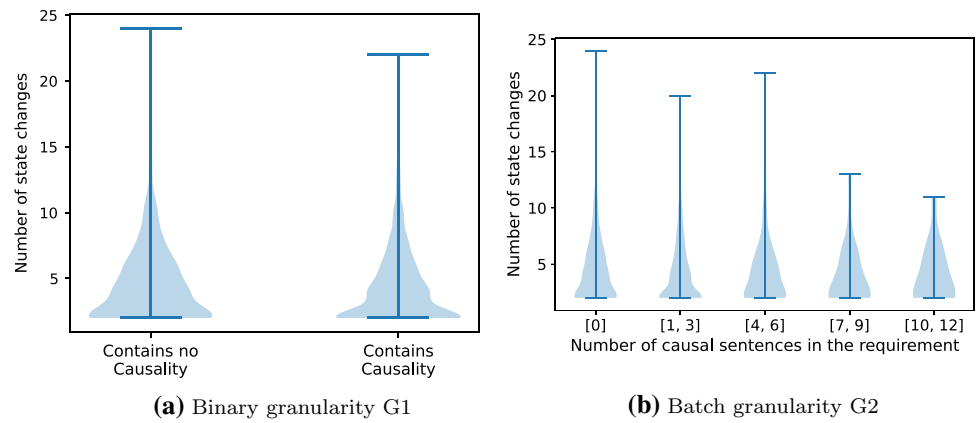 25
20
15
10
5
Number of state changes
Contains no
Causality
Contains
Causality
(a) Binary granularity G1
25
20
15
10
5
Number of state changes
[0] [1, 3] [4, 6] [7, 9] [10, 12]
Number of causal sentences in the requirement
(b) Batch granularity G2